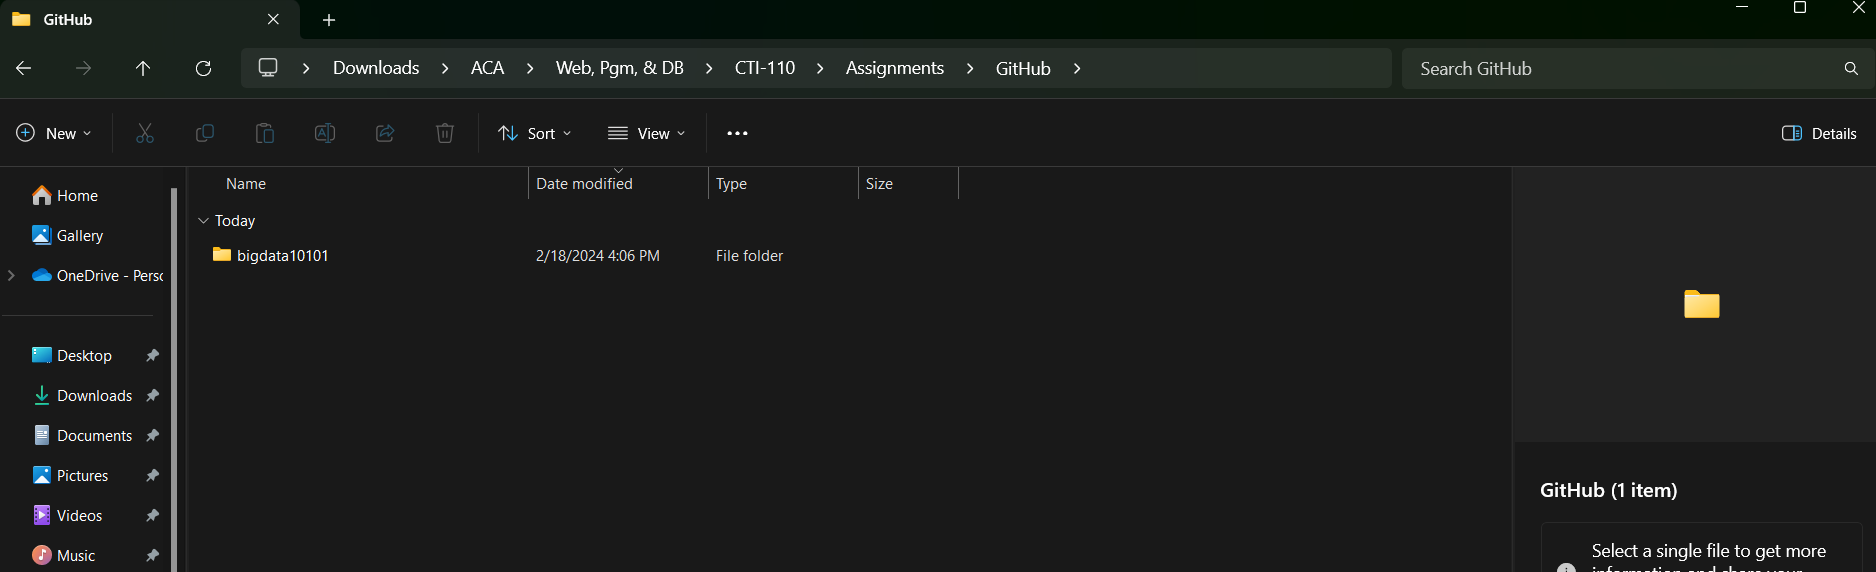 GitHub
Downloads ACA Web, Pgm, & DB CTI-110 Assignments GitHub
Search GitHub
New Sort View Details
Name Date modified Type Size
Today
bigdata10101 2/18/2024 4:06 PM File folder
Home
Gallery
OneDrive - Pers
Desktop
Downloads
Documents
Pictures
Videos
Music
GitHub (1 item)
Select a single file to get more